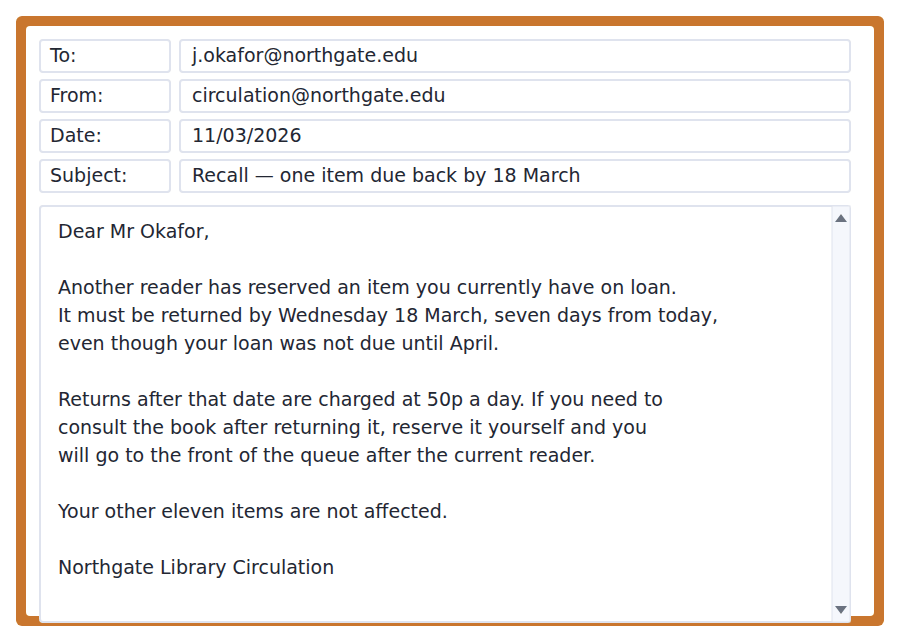 To: j.okafor@northgate.edu
From: circulation@northgate.edu
Date: 11/03/2026
Subject: Recall — one item due back by 18 March
Dear Mr Okafor,
Another reader has reserved an item you currently have on loan.
It must be returned by Wednesday 18 March, seven days from today,
even though your loan was not due until April.
Returns after that date are charged at 50p a day. If you need to
consult the book after returning it, reserve it yourself and you
will go to the front of the queue after the current reader.
Your other eleven items are not affected.
Northgate Library Circulation